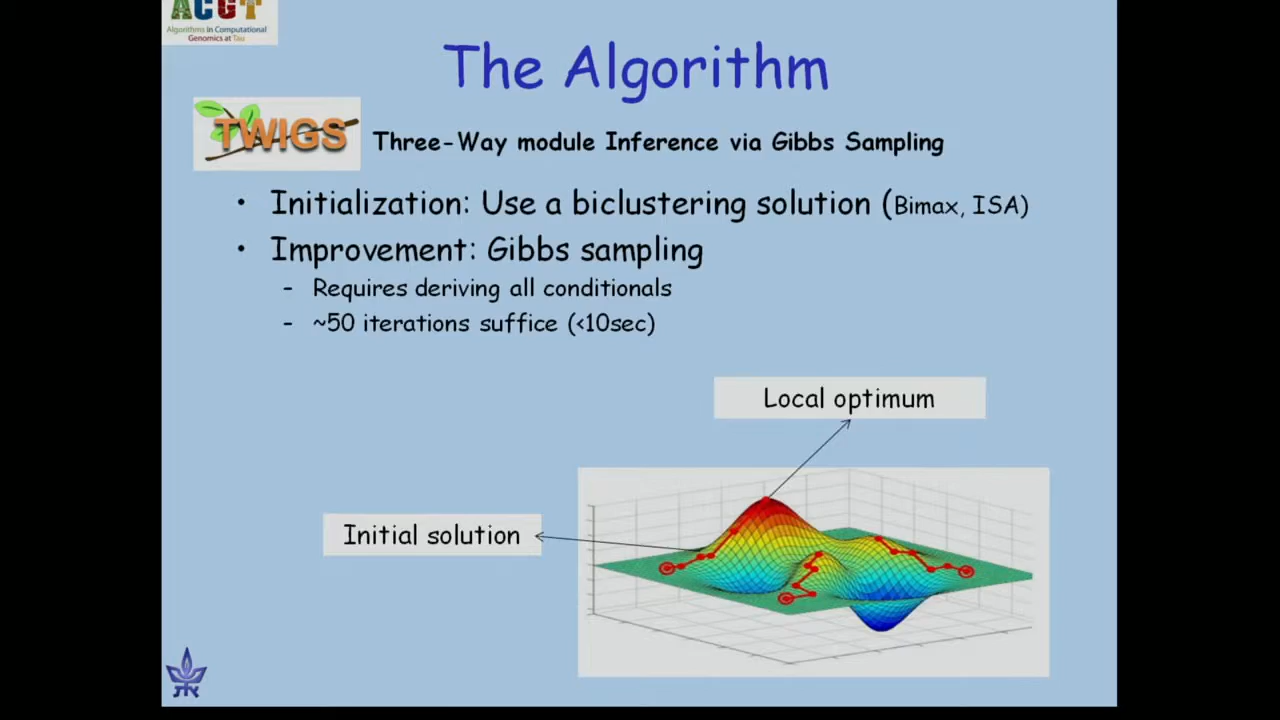 ACGT
Algorithms in Computational
Genomics at Tau
The Algorithm
TWIGS
Three-Way module Inference via Gibbs Sampling
• Initialization: Use a biclustering solution (Bimax, ISA)
• Improvement: Gibbs sampling
- Requires deriving all conditionals
- ~50 iterations suffice (<10sec)
Local optimum
Initial solution